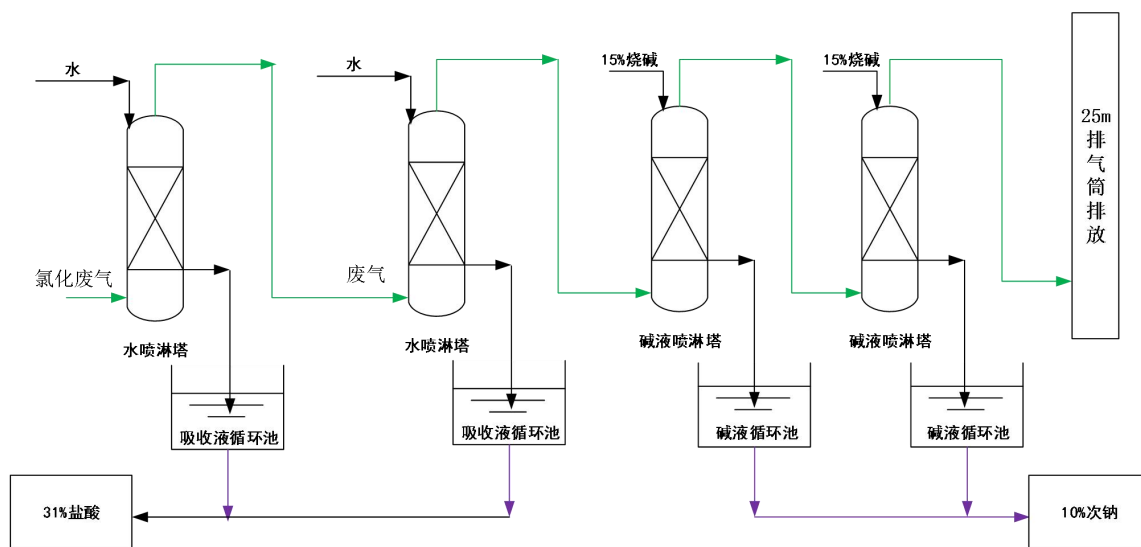 水
水
15%烧碱
15%烧碱
25m
排
气
筒
排
放
氯化废气
废气
水喷淋塔
水喷淋塔
碱液喷淋塔
碱液喷淋塔
吸收液循环池
吸收液循环池
碱液循环池
碱液循环池
31%盐酸
10%次钠